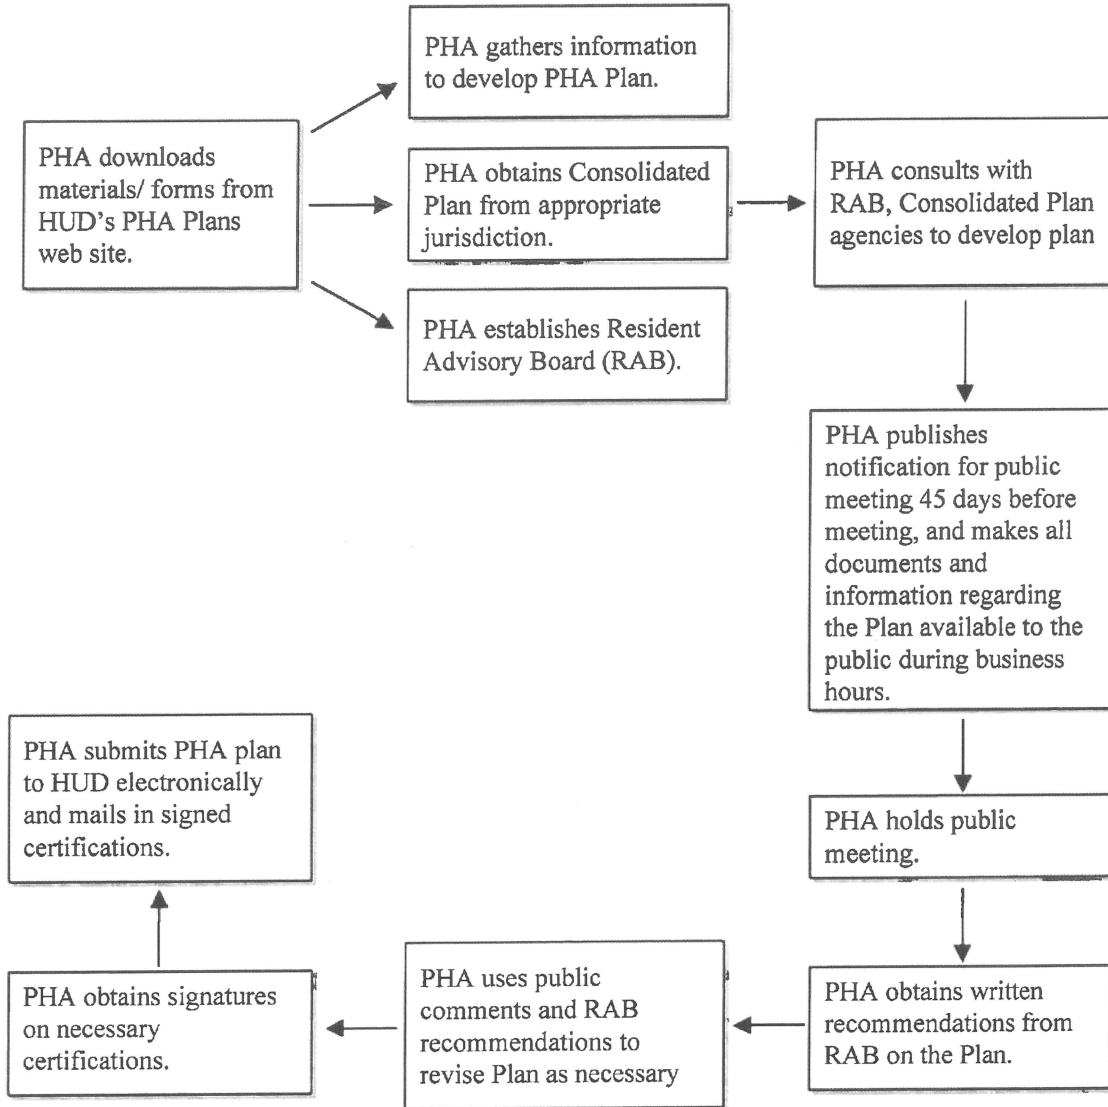 PHA gathers information
to develop PHA Plan.
PHA downloads
materials/ forms from
HUD's PHA Plans
web site.
PHA obtains Consolidated
Plan from appropriate
jurisdiction.
PHA establishes Resident
Advisory Board (RAB).
PHA consults with
RAB, Consolidated Plan
agencies to develop plan
PHA publishes
notification for public
meeting 45 days before
meeting, and makes all
documents and
information regarding
the Plan available to the
public during business
hours.
PHA holds public
meeting.
PHA obtains written
recommendations from
RAB on the Plan.
PHA uses public
comments and RAB
recommendations to
revise Plan as necessary
PHA obtains signatures
on necessary
certifications.
PHA submits PHA plan
to HUD electronically
and mails in signed
certifications.